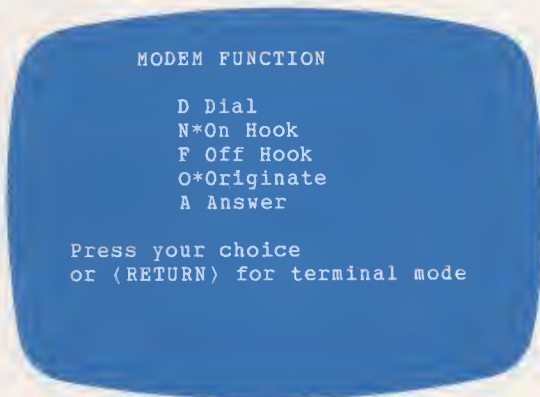 MODEM FUNCTION
D Dial
N*On Hook
F Off Hook
O*Originate
A Answer
Press your choice
or 〈RETURN〉 for terminal mode